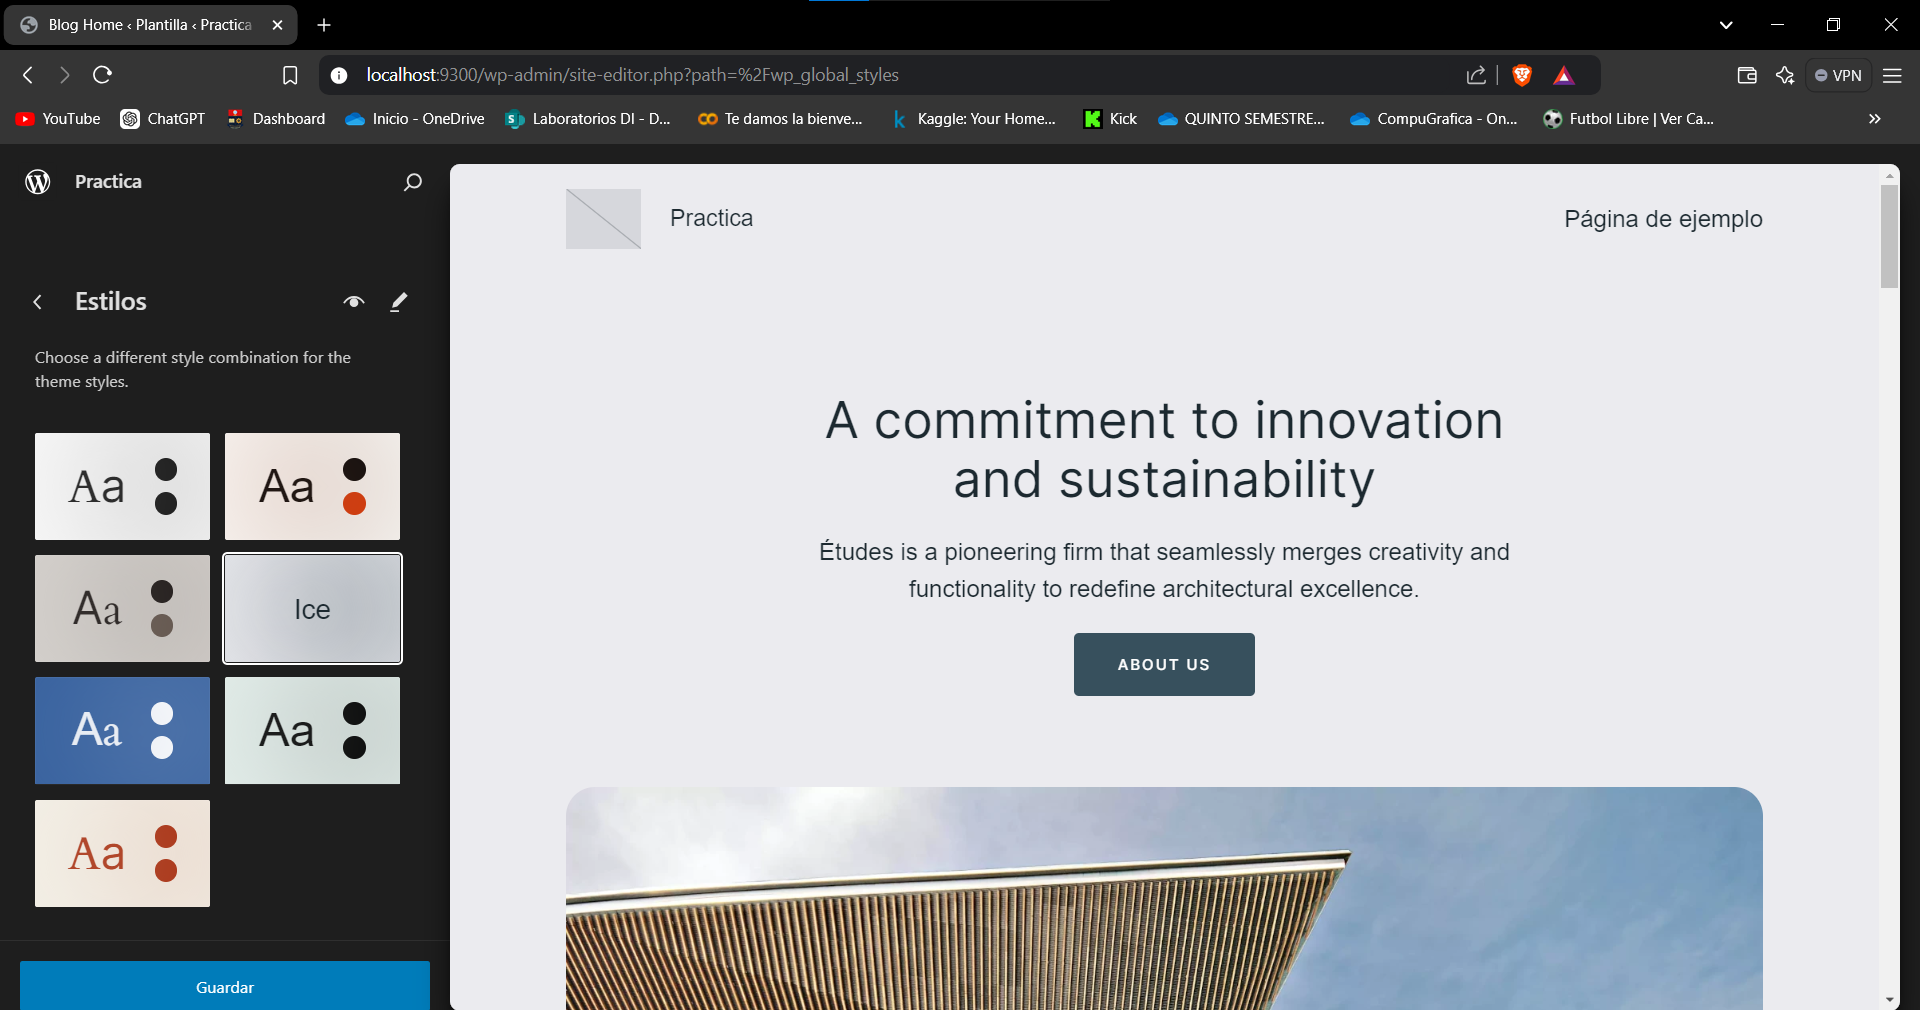 Blog Home ‹ Plantilla ‹ Practica
localhost:9300/wp-admin/site-editor.php?path=%2Fwp_global_styles
VPN
YouTube
ChatGPT
Dashboard
Inicio - OneDrive
Laboratorios DI - D...
Te damos la bienve...
Kaggle: Your Home...
Kick
QUINTO SEMESTRE...
CompuGrafica - On...
Futbol Libre | Ver Ca...
Practica
Estilos
Choose a different style combination for the
theme styles.
Aa
Aa
Aa
Ice
Aa
Aa
Aa
Guardar
Practica
Página de ejemplo
A commitment to innovation
and sustainability
Études is a pioneering firm that seamlessly merges creativity and
functionality to redefine architectural excellence.
ABOUT US